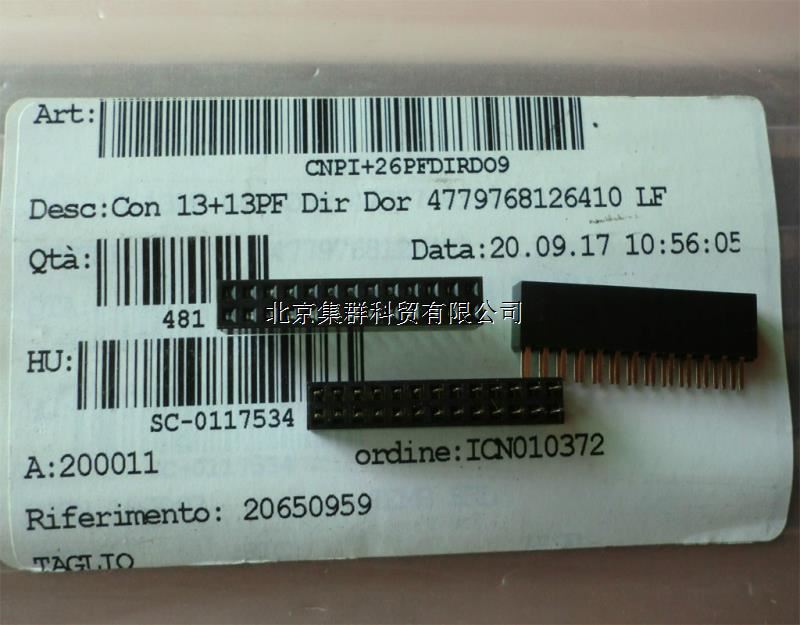 Art:
CNPI+26PFDIRDO9
Desc:Con 13+13PF Dir Dor 4779768126410 LF
Qtà:
Data:20.09.17 10:56:05
481
北京集群科贸有限公司
HU:
SC-0117534
A:200011
ordine:ICN010372
Riferimento: 20650959
TAGLIO